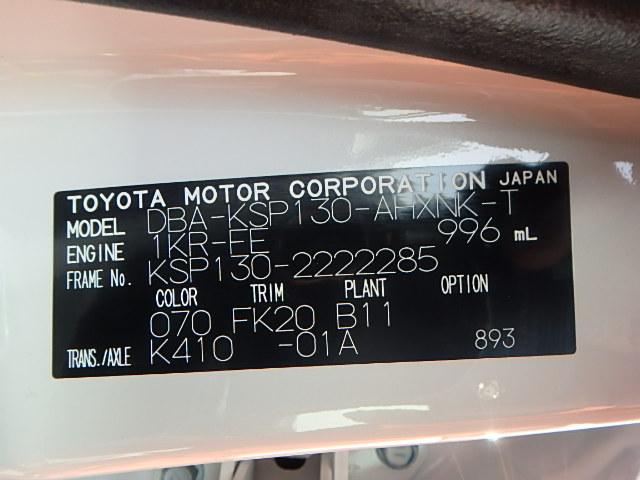 TOYOTA MOTOR CORPORATION JAPAN
MODEL DBA-KSP130-AHXNK-T
ENGINE 1KR-FE 996 mL
FRAME No. KSP130-2222285
COLOR TRIM PLANT OPTION
070 FK20 B11
TRANS./AXLE K410 -01A 893